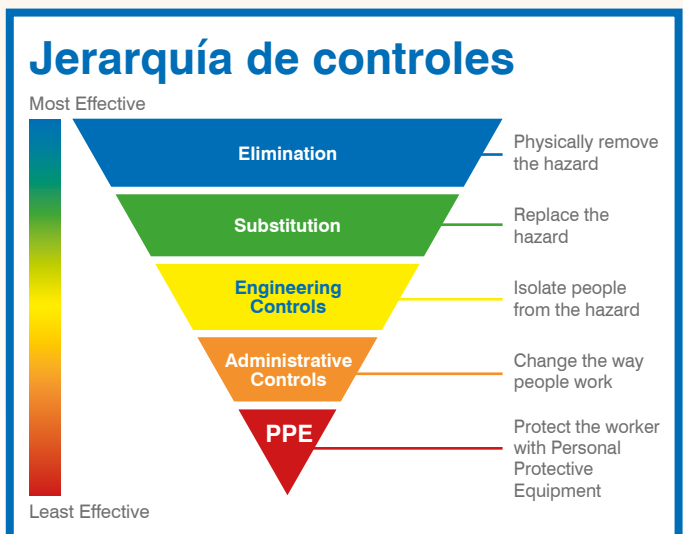 Jerarquía de controles
Most Effective
Elimination
Physically remove
the hazard
Substitution
Replace the
hazard
Engineering
Controls
Isolate people
from the hazard
Administrative
Controls
Change the way
people work
PPE
Protect the worker
with Personal
Protective
Equipment
Least Effective